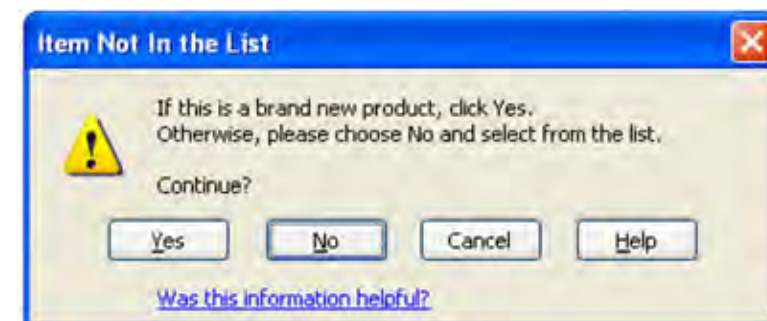 Item Not In the List
If this is a brand new product, click Yes.
Otherwise, please choose No and select from the list.
Continue?
Yes No Cancel Help
Was this information helpful?